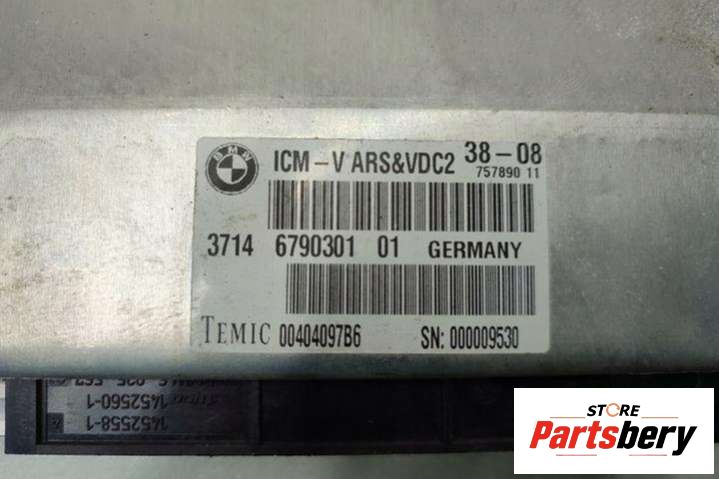 BMW
ICM-V ARS&VDC2 38-08
757890 11
3714 6790301 01 GERMANY
TEMIC 00404097B6 SN: 000009530
1452560-1
1452558-1
STORE
Partsbery